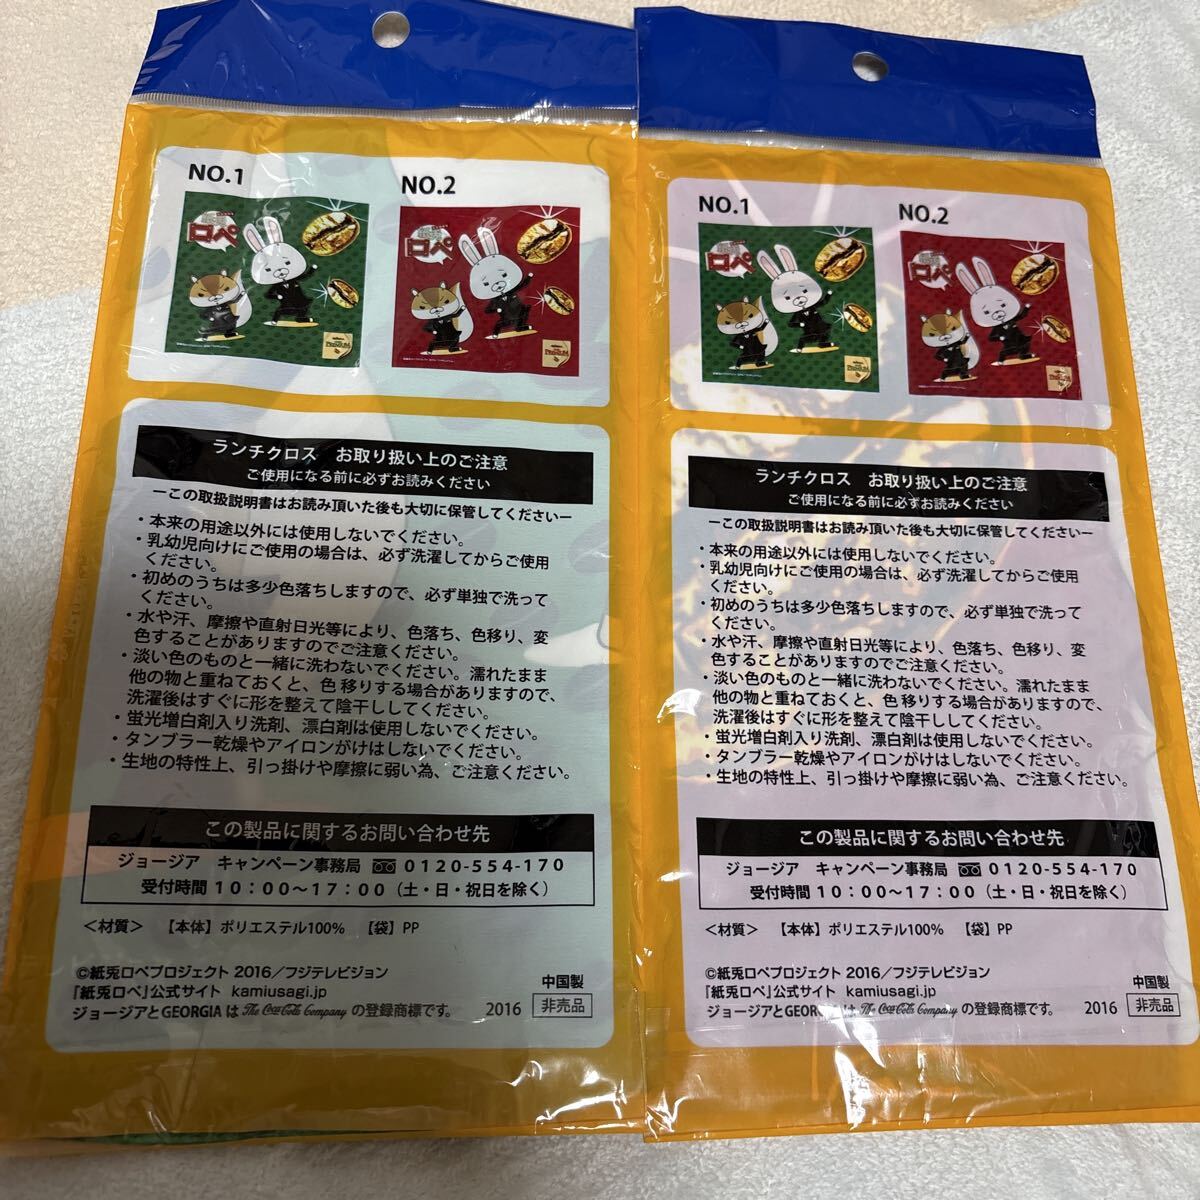 NO.1
NO.2
ロペ
ロペ
PREMIUM
ランチクロス お取り扱い上のご注意
ご使用になる前に必ずお読みください
ーこの取扱説明書はお読み頂いた後も大切に保管してくださいー
・本来の用途以外には使用しないでください。
・乳幼児向けにご使用の場合は、必ず洗濯してからご使用
ください。
・初めのうちは多少色落ちしますので、必ず単独で洗って
ください。
・水や汗、摩擦や直射日光等により、色落ち、色移り、変
色することがありますのでご注意ください。
・淡い色のものと一緒に洗わないでください。濡れたまま
他の物と重ねておくと、色移りする場合がありますので、
洗濯後はすぐに形を整えて陰干ししてください。
・蛍光増白剤入り洗剤、漂白剤は使用しないでください。
・タンブラー乾燥やアイロンがけはしないでください。
・生地の特性上、引っ掛けや摩擦に弱い為、ご注意ください。
この製品に関するお問い合わせ先
ジョージア キャンペーン事務局 0120-554-170
受付時間 10:00～17:00（土・日・祝日を除く）
＜材質＞ 【本体】ポリエステル100% 【袋】PP
©紙兎ロペプロジェクト 2016／フジテレビジョン
『紙兎ロペ』公式サイト kamiusagi.jp
中国製
ジョージアとGEORGIA は The Coca-Cola Company の登録商標です。 2016 非売品
NO.1
NO.2
ロペ
ロペ
PREMIUM
ランチクロス お取り扱い上のご注意
ご使用になる前に必ずお読みください
ーこの取扱説明書はお読み頂いた後も大切に保管してくださいー
・本来の用途以外には使用しないでください。
・乳幼児向けにご使用の場合は、必ず洗濯してからご使用
ください。
・初めのうちは多少色落ちしますので、必ず単独で洗って
ください。
・水や汗、摩擦や直射日光等により、色落ち、色移り、変
色することがありますのでご注意ください。
・淡い色のものと一緒に洗わないでください。濡れたまま
他の物と重ねておくと、色移りする場合がありますので、
洗濯後はすぐに形を整えて陰干ししてください。
・蛍光増白剤入り洗剤、漂白剤は使用しないでください。
・タンブラー乾燥やアイロンがけはしないでください。
・生地の特性上、引っ掛けや摩擦に弱い為、ご注意ください。
この製品に関するお問い合わせ先
ジョージア キャンペーン事務局 0120-554-170
受付時間 10:00～17:00（土・日・祝日を除く）
＜材質＞ 【本体】ポリエステル100% 【袋】PP
©紙兎ロペプロジェクト 2016／フジテレビジョン
『紙兎ロペ』公式サイト kamiusagi.jp
中国製
ジョージアとGEORGIA は The Coca-Cola Company の登録商標です。 2016 非売品